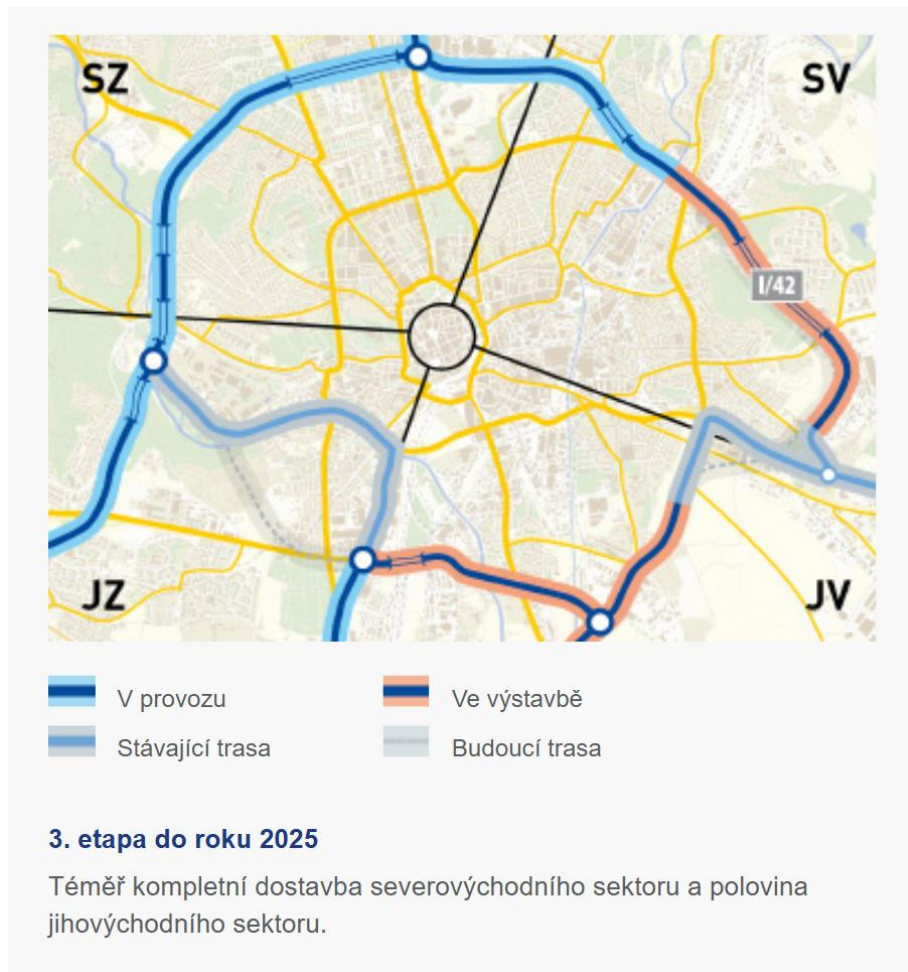 SZ
SV
I/42
JZ
JV
V provozu
Ve výstavbě
Stávající trasa
Budoucí trasa
3. etapa do roku 2025
Téměř kompletní dostavba severovýchodního sektoru a polovina
jihovýchodního sektoru.